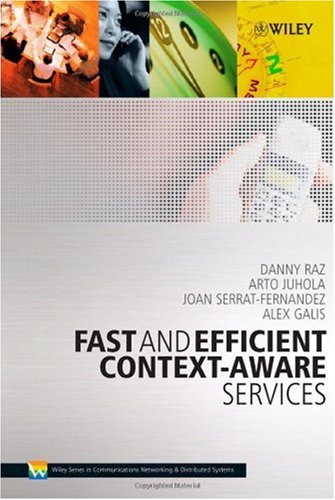 WILEY
DANNY RAZ
ARTO JUHOLA
JOAN SERRAT-FERNANDEZ
ALEX GALIS
FAST AND EFFICIENT
CONTEXT-AWARE
SERVICES
Wiley Series in Communications Networking & Distributed Systems